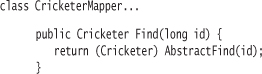 class CricketerMapper...
public Cricketer Find(long id) {
return (Cricketer) AbstractFind(id);
}